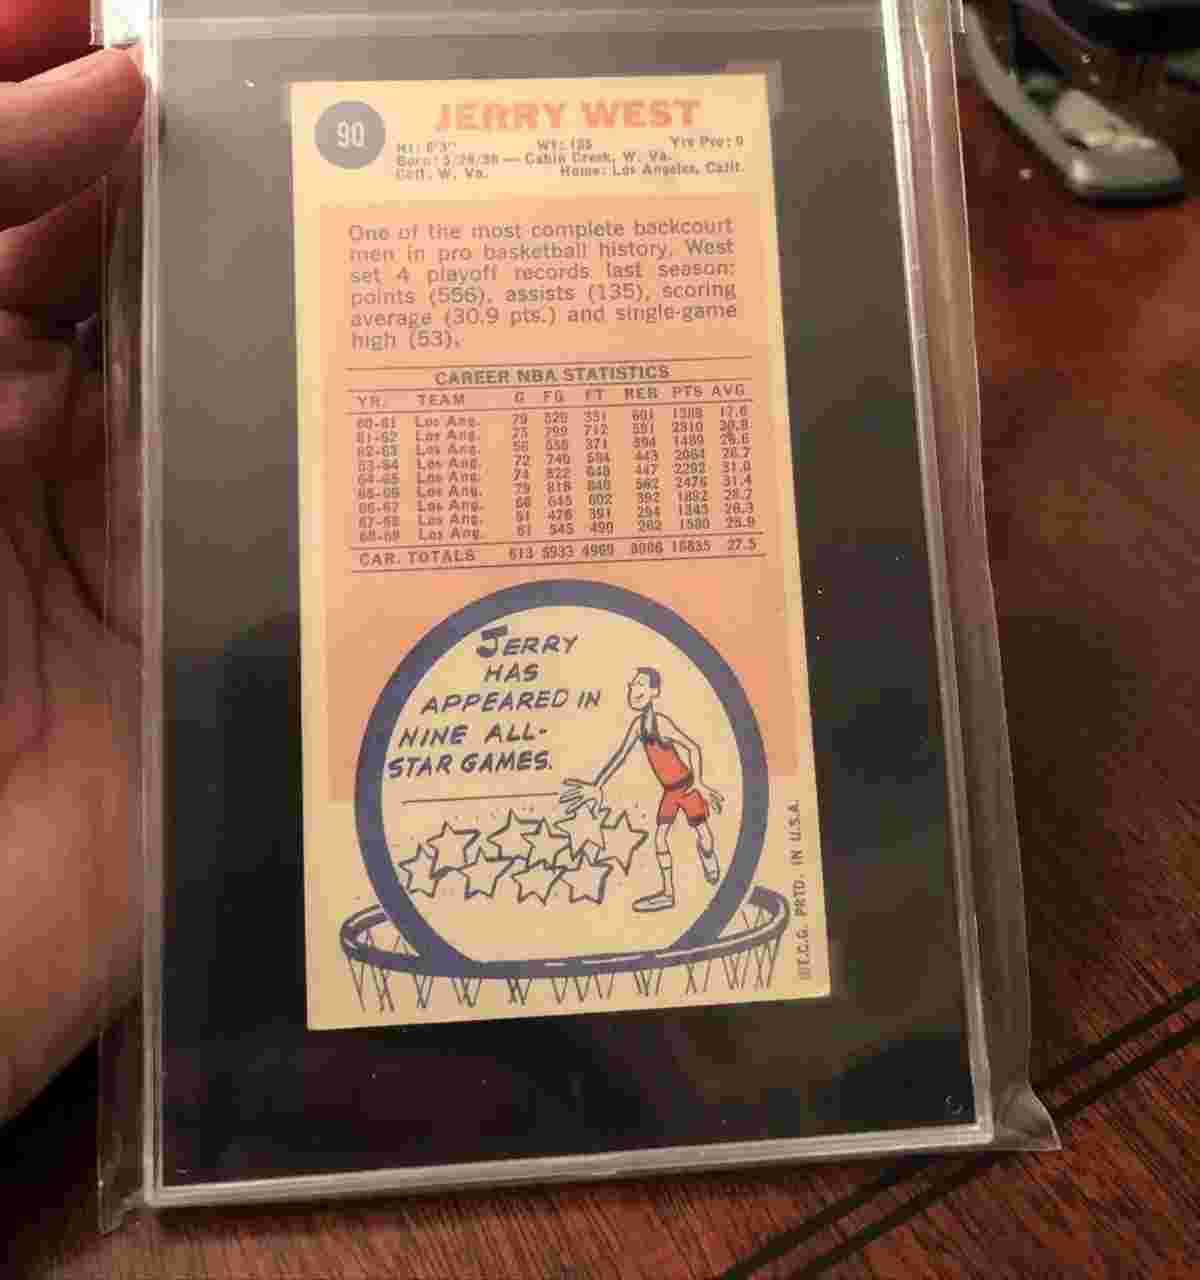 90
JERRY WEST
Ht: 6'3" Wt: 185 Yrs Pro: 9
Born: 5/28/38 — Cabin Creek, W. Va.
Coll: W. Va. Home: Los Angeles, Calif.
One of the most complete backcourt
men in pro basketball history, West
set 4 playoff records last season:
points (556), assists (135), scoring
average (30.9 pts.) and single-game
high (53).
CAREER NBA STATISTICS
YR. TEAM G FG FT REB PTS AVG
60-61 Los Ang. 79 529 331 601 1389 17.6
61-62 Los Ang. 75 799 712 591 2310 30.8
62-63 Los Ang. 56 559 371 394 1489 26.6
63-64 Los Ang. 72 740 584 443 2064 28.7
64-65 Los Ang. 74 822 648 447 2292 31.0
65-66 Los Ang. 79 818 840 562 2476 31.4
66-67 Los Ang. 66 645 602 392 1892 28.7
67-68 Los Ang. 51 476 391 294 1343 26.3
68-69 Los Ang. 61 545 490 262 1580 25.9
CAR. TOTALS 613 5933 4969 16835 27.5
JERRY
HAS
APPEARED IN
NINE ALL-
STAR GAMES.
©T.C.G. PRTD. IN U.S.A.